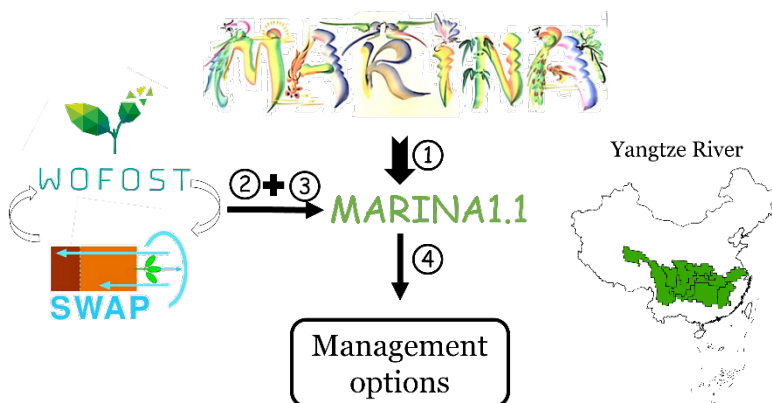 MARINA
WOFOST
SWAP
② + ③
①
MARINA1.1
④
Management
options
Yangtze River